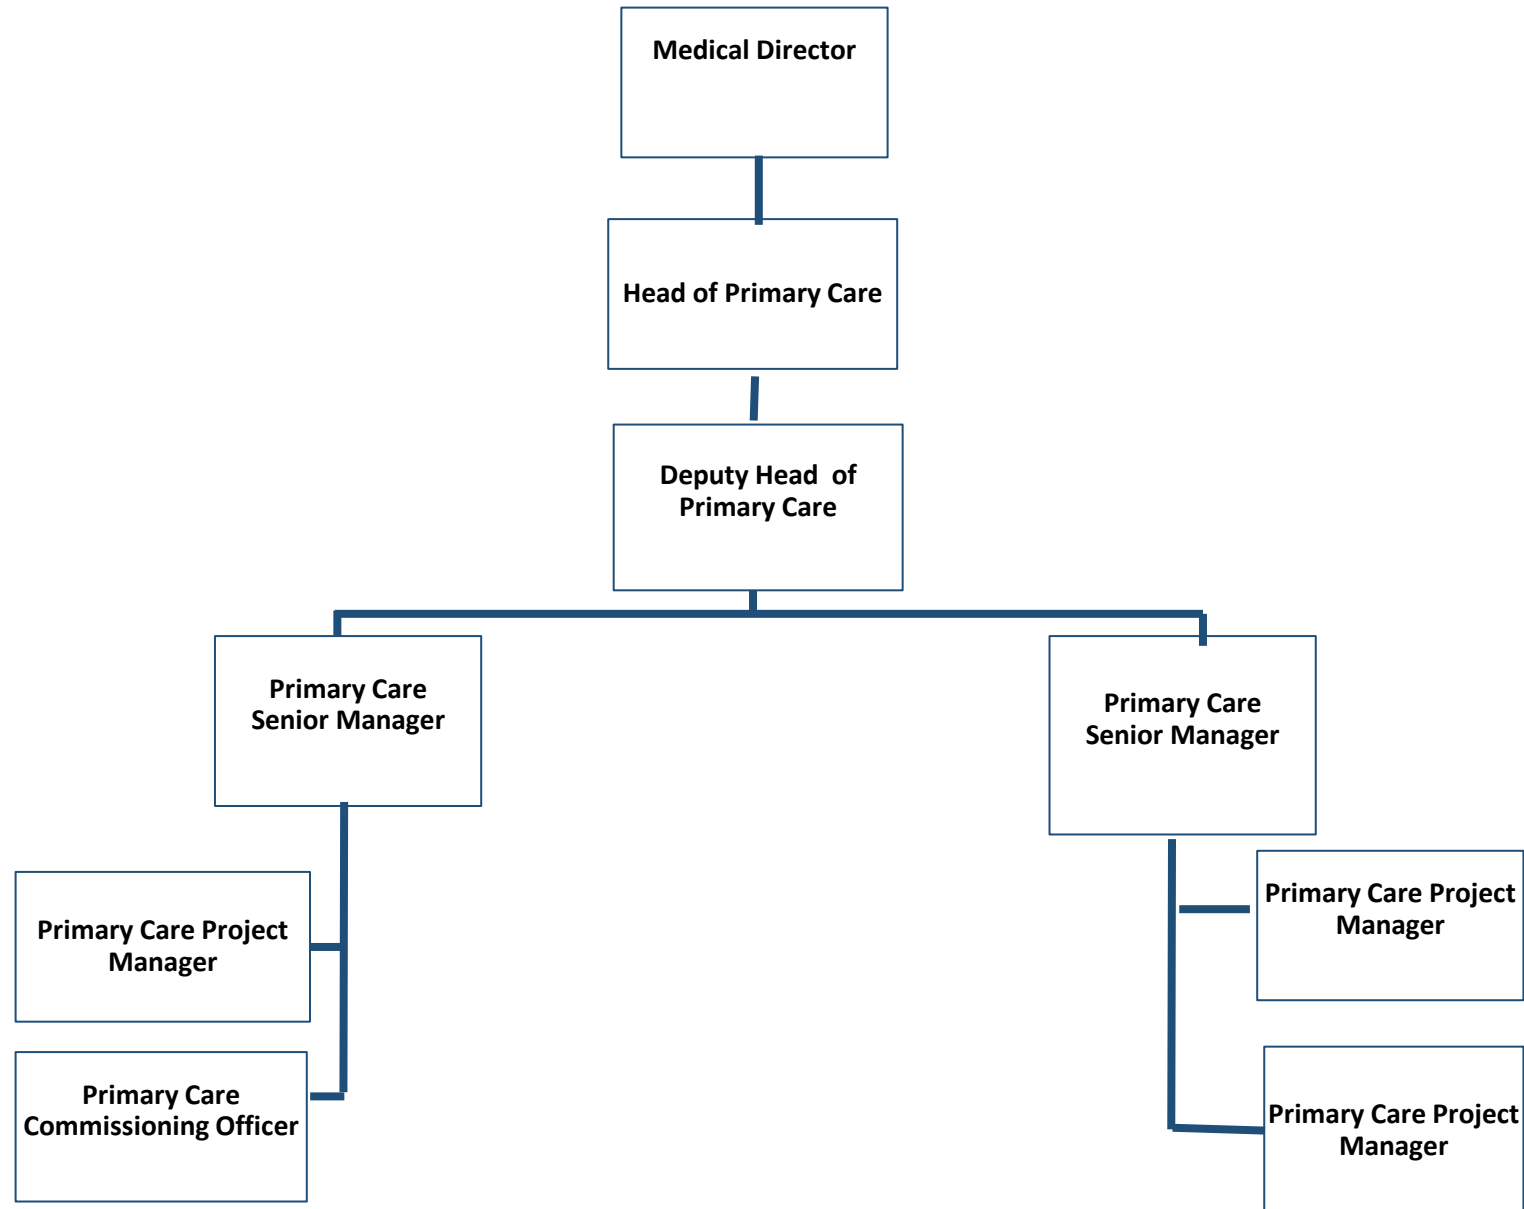 Medical Director
Head of Primary Care
Deputy Head  of
Primary Care
Primary Care
Senior Manager
Primary Care
Senior Manager
Primary Care Project
Manager
Primary Care
Commissioning Officer
Primary Care Project
Manager
Primary Care Project
Manager